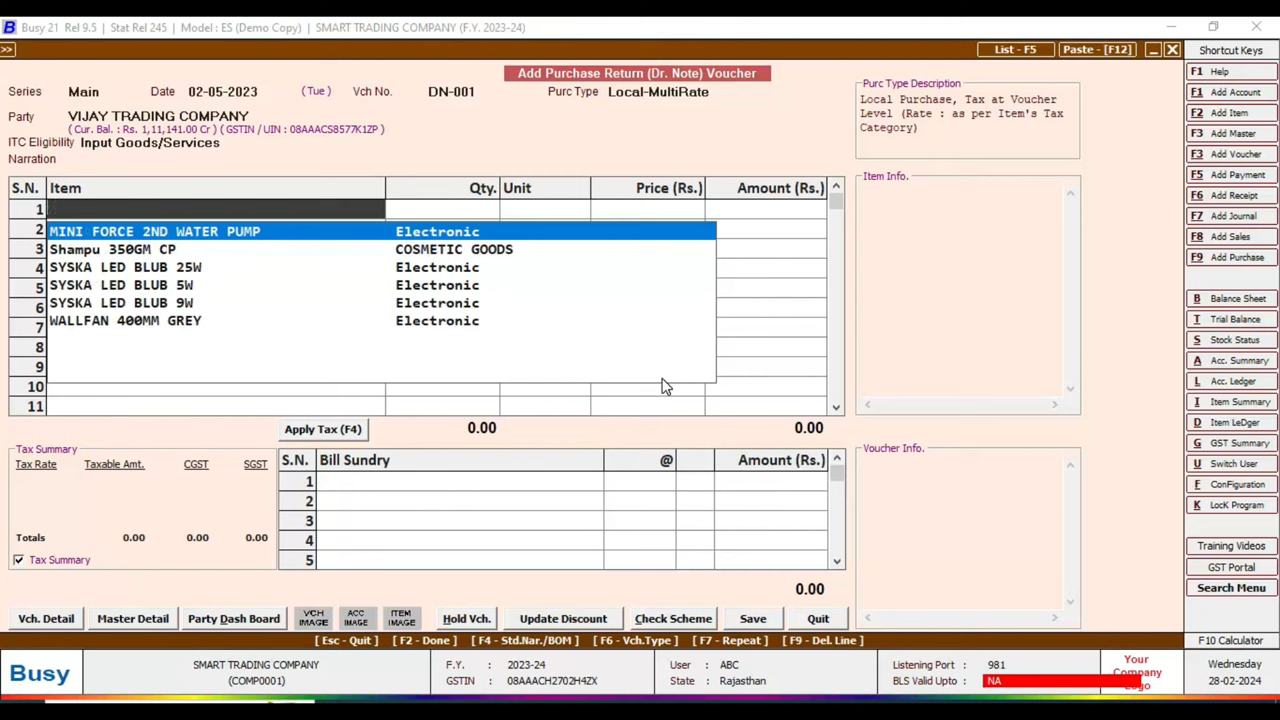 Busy 21 Rel 9.5 | Stat Rel 245 | Model : ES (Demo Copy) | SMART TRADING COMPANY (F.Y. 2023-24)
>> List - F5 Paste - [F12] Shortcut Keys
Add Purchase Return (Dr. Note) Voucher
Series Main Date 02-05-2023 ( Tue ) Vch No. DN-001 Purc Type Local-MultiRate
Party VIJAY TRADING COMPANY
( Cur. Bal. : Rs. 1,11,141.00 Cr ) ( GSTIN / UIN : 08AAACS8577K1ZP )
ITC Eligibility Input Goods/Services
Narration
Purc Type Description
Local Purchase, Tax at Voucher
Level (Rate : as per Item's Tax
Category)
S.N. Item Qty. Unit Price (Rs.) Amount (Rs.)
1
2 MINI FORCE 2ND WATER PUMP Electronic
3 Shampu 350GM CP COSMETIC GOODS
4 SYSKA LED BLUB 25W Electronic
5 SYSKA LED BLUB 5W Electronic
6 SYSKA LED BLUB 9W Electronic
7 WALLFAN 400MM GREY Electronic
8
9
10
11
Item Info.
Apply Tax (F4) 0.00 0.00
Tax Summary
Tax Rate Taxable Amt. CGST SGST
Totals 0.00 0.00 0.00
Tax Summary
S.N. Bill Sundry @ Amount (Rs.)
1
2
3
4
5
0.00
Voucher Info.
Vch. Detail Master Detail Party Dash Board VCH IMAGE ACC IMAGE ITEM IMAGE Hold Vch. Update Discount Check Scheme Save Quit
[ Esc - Quit ] [ F2 - Done ] [ F4 - Std.Nar./BOM ] [ F6 - Vch.Type ] [ F7 - Repeat ] [ F9 - Del. Line ]
F1 Help
F1 Add Account
F2 Add Item
F3 Add Master
F3 Add Voucher
F5 Add Payment
F6 Add Receipt
F7 Add Journal
F8 Add Sales
F9 Add Purchase
B Balance Sheet
T Trial Balance
S Stock Status
A Acc. Summary
L Acc. Ledger
I Item Summary
D Item LeDger
G GST Summary
U Switch User
F ConFiguration
K LocK Program
Training Videos
GST Portal
Search Menu
F10 Calculator
Busy
SMART TRADING COMPANY
(COMP0001)
F.Y. : 2023-24
GSTIN : 08AAACH2702H4ZX
User : ABC
State : Rajasthan
Listening Port : 981
BLS Valid Upto : NA
Your
Company
Logo
Wednesday
28-02-2024